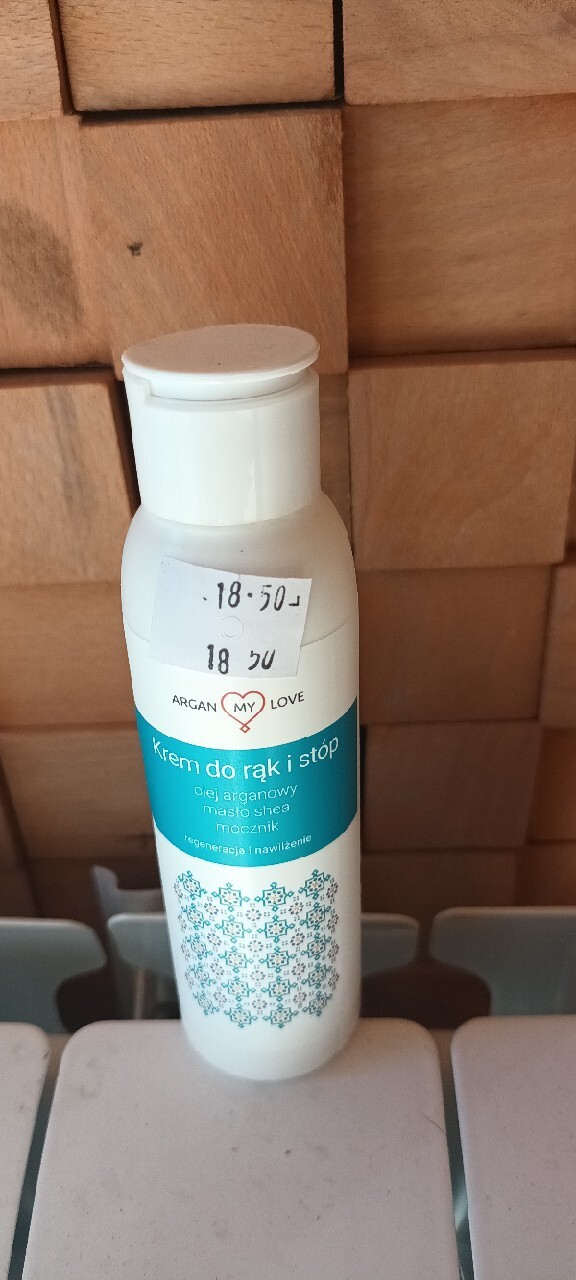 18.50
18 50
ARGAN MY LOVE
Krem do rąk i stóp
olej arganowy
masło shea
mocznik
regeneracja i nawilżenie